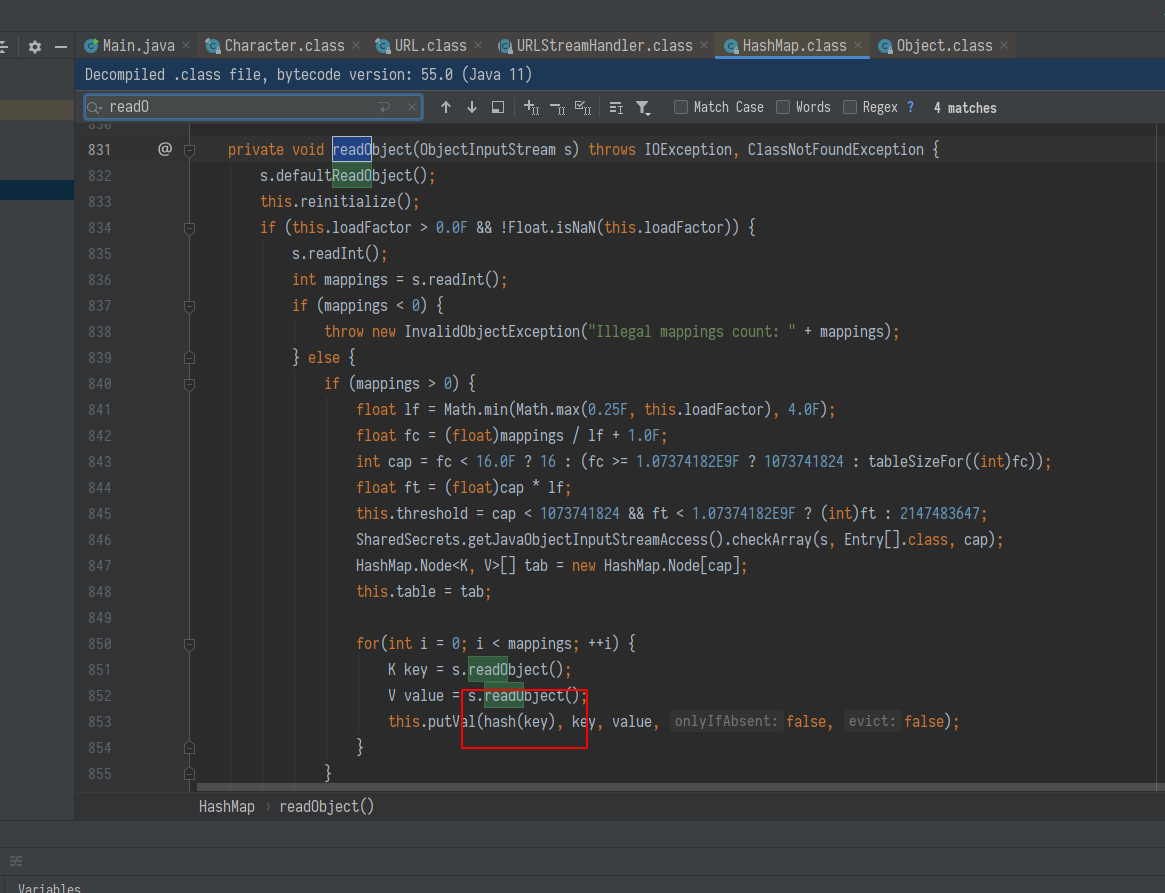 Main.java × Character.class × URL.class × URLStreamHandler.class × HashMap.class × Object.class ×
Decompiled .class file, bytecode version: 55.0 (Java 11)
readO Match Case Words Regex ? 4 matches
830
831 @ private void readObject(ObjectInputStream s) throws IOException, ClassNotFoundException {
832 s.defaultReadObject();
833 this.reinitialize();
834 if (this.loadFactor > 0.0F && !Float.isNaN(this.loadFactor)) {
835 s.readInt();
836 int mappings = s.readInt();
837 if (mappings < 0) {
838 throw new InvalidObjectException("Illegal mappings count: " + mappings);
839 } else {
840 if (mappings > 0) {
841 float lf = Math.min(Math.max(0.25F, this.loadFactor), 4.0F);
842 float fc = (float)mappings / lf + 1.0F;
843 int cap = fc < 16.0F ? 16 : (fc >= 1.07374182E9F ? 1073741824 : tableSizeFor((int)fc));
844 float ft = (float)cap * lf;
845 this.threshold = cap < 1073741824 && ft < 1.07374182E9F ? (int)ft : 2147483647;
846 SharedSecrets.getJavaObjectInputStreamAccess().checkArray(s, Entry[].class, cap);
847 HashMap.Node<K, V>[] tab = new HashMap.Node[cap];
848 this.table = tab;
849
850 for(int i = 0; i < mappings; ++i) {
851 K key = s.readObject();
852 V value = s.readObject();
853 this.putVal(hash(key), key, value, onlyIfAbsent: false, evict: false);
854 }
855 }
HashMap › readObject()
Variables